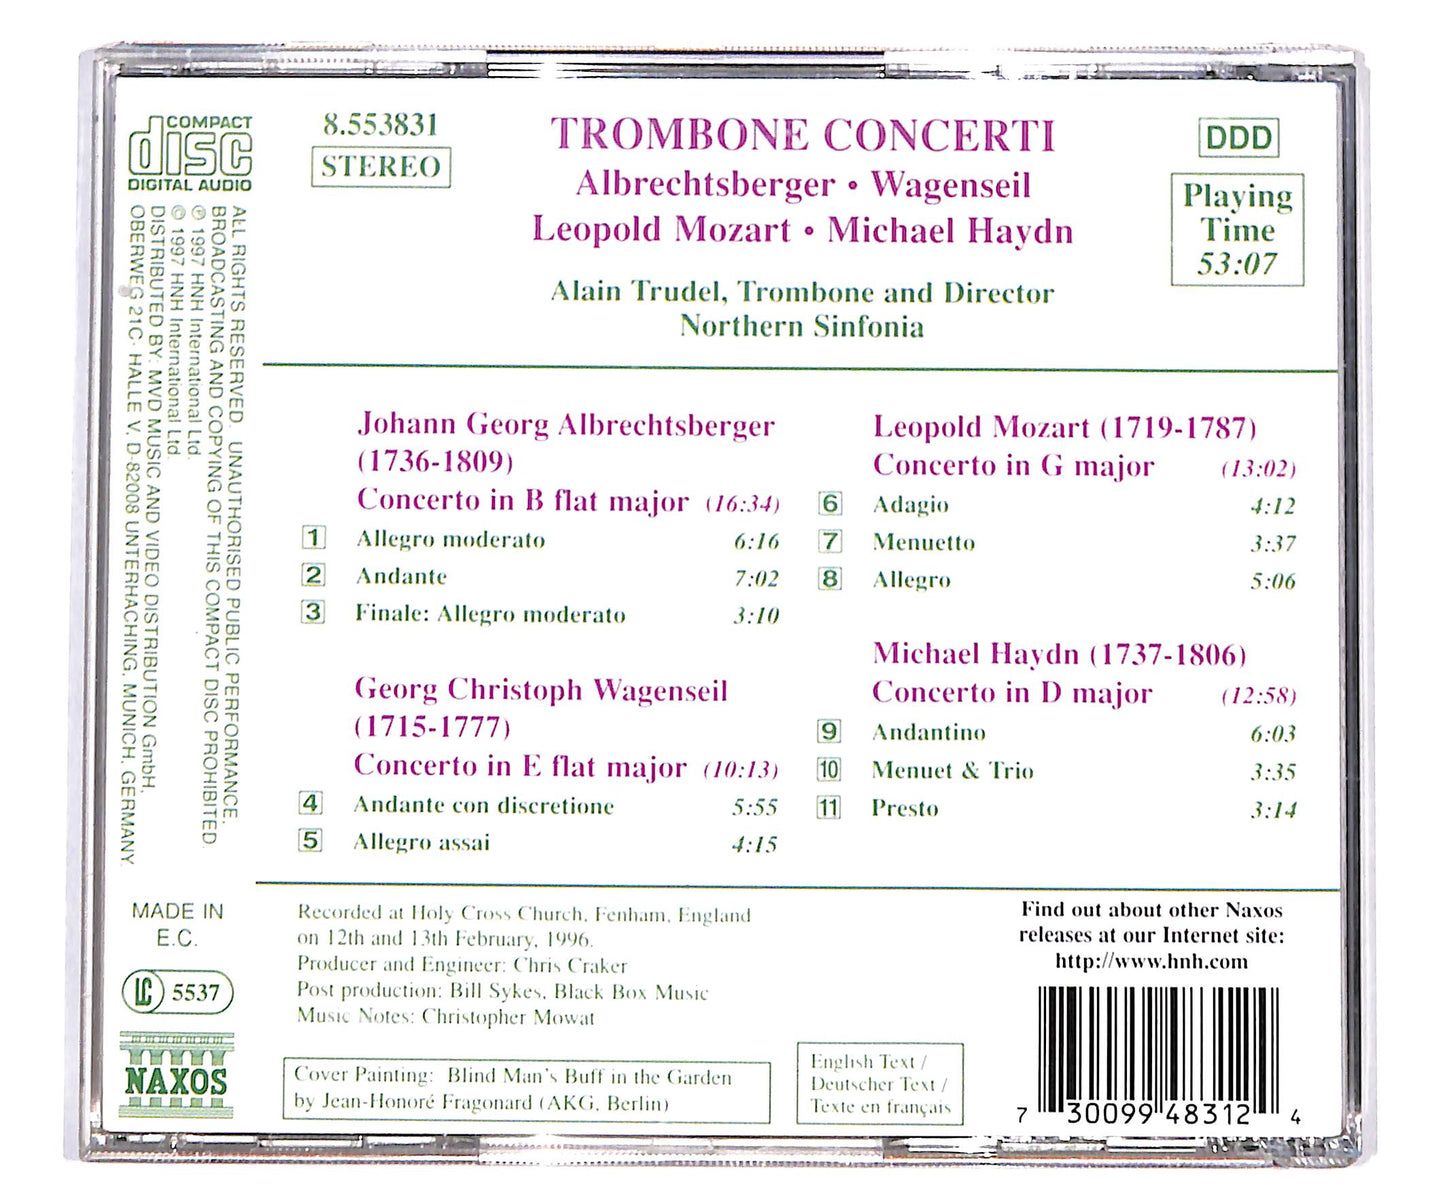 COMPACT
disc
DIGITAL AUDIO
8.553831
STEREO
TROMBONE CONCERTI
Albrechtsberger • Wagenseil
Leopold Mozart • Michael Haydn
Alain Trudel, Trombone and Director
Northern Sinfonia
DDD
Playing
Time
53:07
ALL RIGHTS RESERVED. UNAUTHORISED PUBLIC PERFORMANCE,
BROADCASTING AND COPYING OF THIS COMPACT DISC PROHIBITED.
℗ 1997 HNH International Ltd.
© 1997 HNH International Ltd.
DISTRIBUTED BY: MVD MUSIC AND VIDEO DISTRIBUTION GmbH,
OBERWEG 21C· HALLE V, D-82008 UNTERHACHING, MUNICH, GERMANY.
Johann Georg Albrechtsberger
(1736-1809)
Concerto in B flat major (16:34)
1 Allegro moderato 6:16
2 Andante 7:02
3 Finale: Allegro moderato 3:10
Georg Christoph Wagenseil
(1715-1777)
Concerto in E flat major (10:13)
4 Andante con discretione 5:55
5 Allegro assai 4:15
Leopold Mozart (1719-1787)
Concerto in G major (13:02)
6 Adagio 4:12
7 Menuetto 3:37
8 Allegro 5:06
Michael Haydn (1737-1806)
Concerto in D major (12:58)
9 Andantino 6:03
10 Menuet & Trio 3:35
11 Presto 3:14
MADE IN
E.C.
LC 5537
NAXOS
Recorded at Holy Cross Church, Fenham, England
on 12th and 13th February, 1996.
Producer and Engineer: Chris Craker
Post production: Bill Sykes, Black Box Music
Music Notes: Christopher Mowat
Cover Painting: Blind Man's Buff in the Garden
by Jean-Honoré Fragonard (AKG, Berlin)
English Text /
Deutscher Text /
Texte en français
Find out about other Naxos
releases at our Internet site:
http://www.hnh.com
7 30099 48312 4